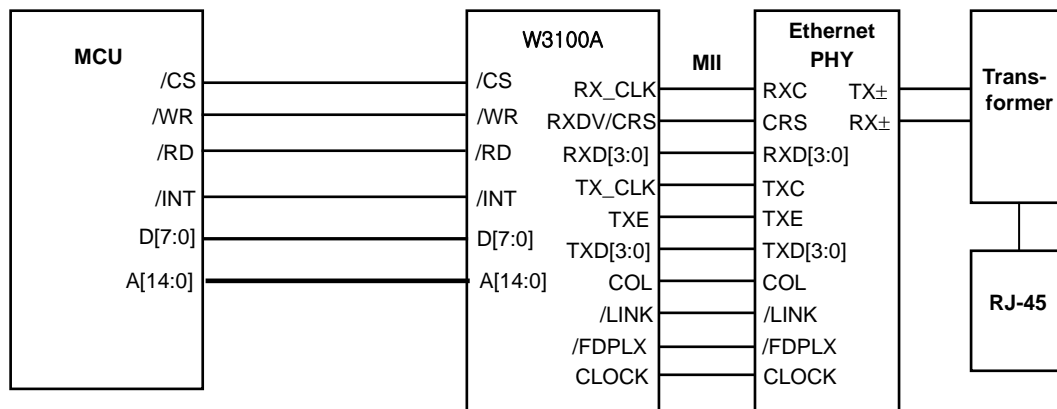 MCU
/CS
/WR
/RD
/INT
D[7:0]
A[14:0]
W3100A
/CS
/WR
/RD
/INT
D[7:0]
A[14:0]
RX_CLK
RXDV/CRS
RXD[3:0]
TX_CLK
TXE
TXD[3:0]
COL
/LINK
/FDPLX
CLOCK
MII
Ethernet
PHY
RXC
CRS
RXD[3:0]
TXC
TXE
TXD[3:0]
COL
/LINK
/FDPLX
CLOCK
TX±
RX±
Trans-
former
RJ-45